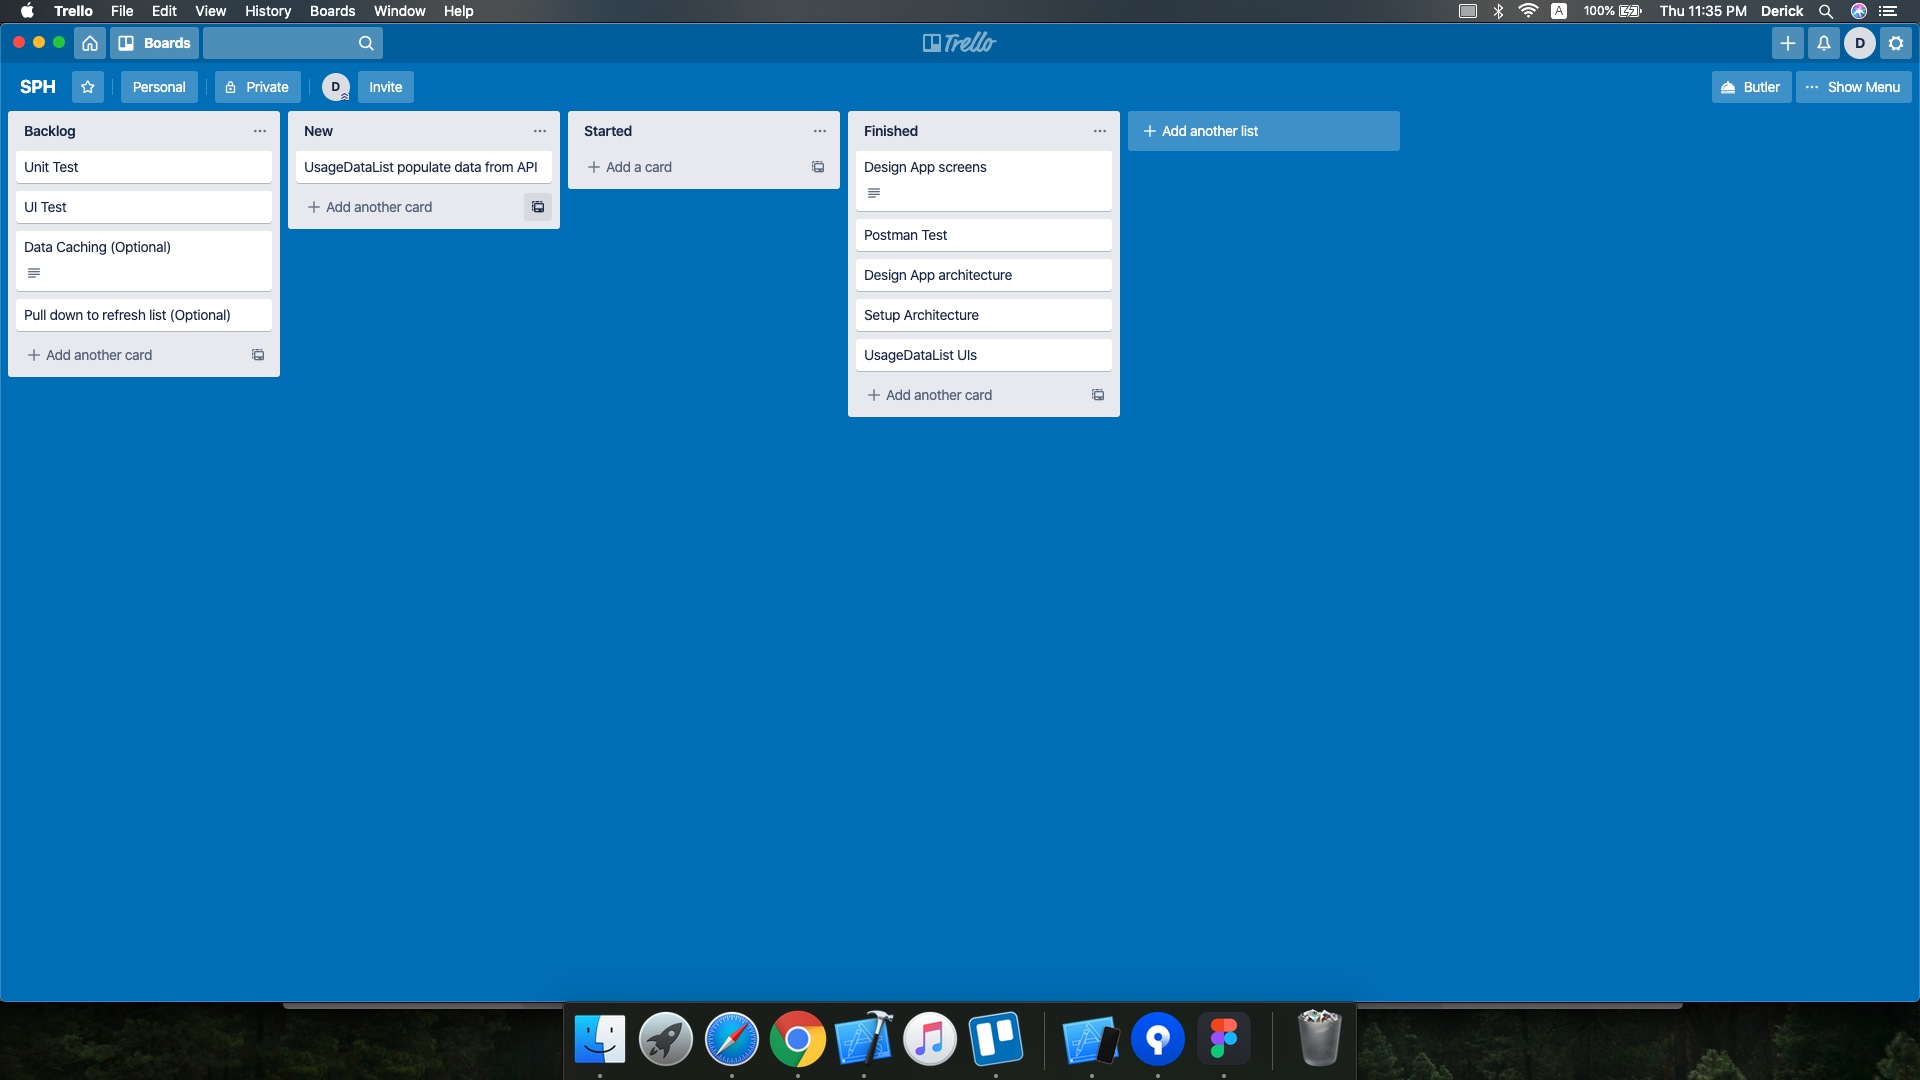 Trello File Edit View History Boards Window Help
A 100% Thu 11:35 PM Derick
Boards
Trello
D
SPH Personal Private D Invite
Butler ··· Show Menu
Backlog ···
Unit Test
UI Test
Data Caching (Optional)
Pull down to refresh list (Optional)
+ Add another card
New ···
UsageDataList populate data from API
+ Add another card
Started ···
+ Add a card
Finished ···
Design App screens
Postman Test
Design App architecture
Setup Architecture
UsageDataList UIs
+ Add another card
+ Add another list